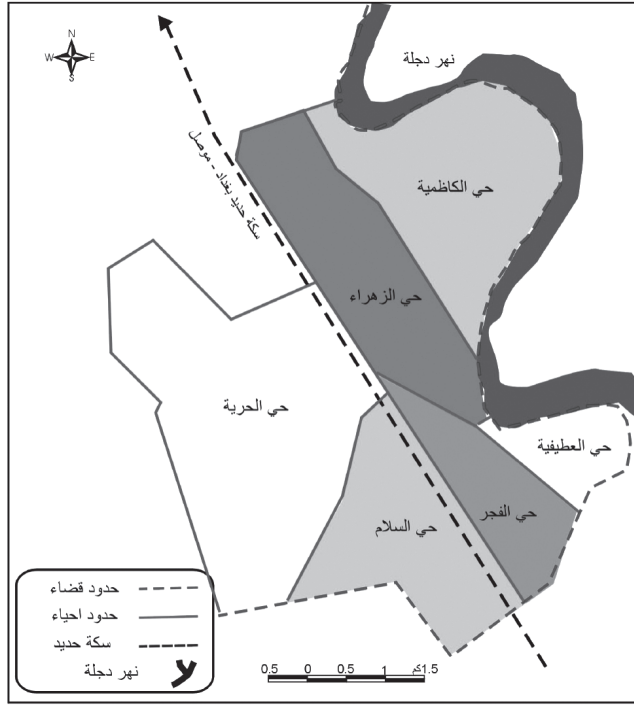 N
W E
S
نهر دجلة
حي الكاظمية
سكة حديد بغداد - موصل
حي الزهراء
حي الحرية
حي العطيفية
حي الفجر
حي السلام
حدود قضاء
حدود احياء
سكة حديد
نهر دجلة
0.5 0 0.5 1 1.5كم